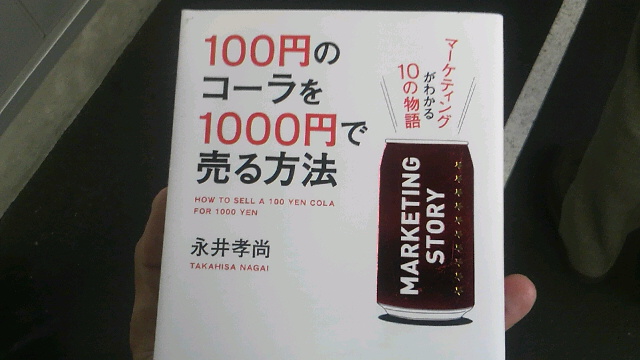 100円の
コーラを
1000円で
売る方法
HOW TO SELL A 100 YEN COLA
FOR 1000 YEN
永井孝尚
TAKAHISA NAGAI
マーケティング
がわかる
10の物語
MARKETING
STORY